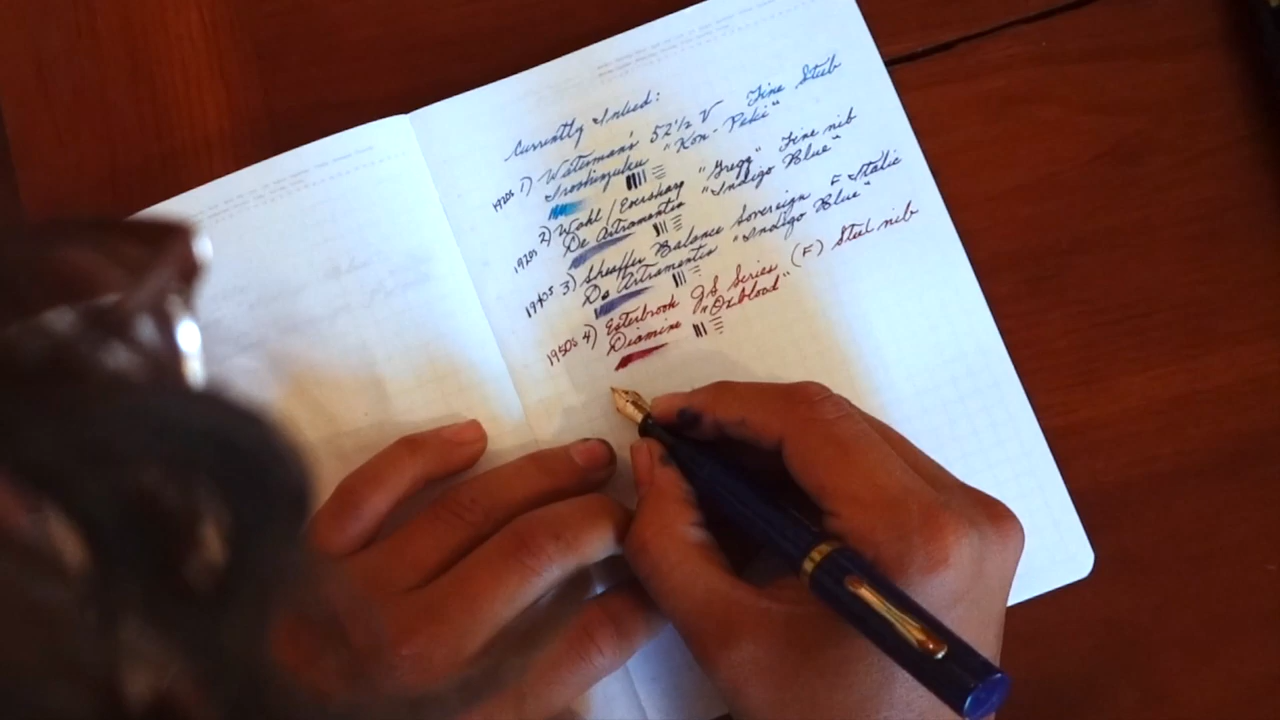 Currently Inked:
1920s 1) Waterman's 52 1/2 V Fine Stub
Iroshizuku "Kon-Peki"
1920s 2) Wahl/Eversharp "Gregg" Fine nib
De Atramentis "Indigo Blue"
1940s 3) Sheaffer Balance Sovereign F Italic
De Atramentis "Indigo Blue"
1950s 4) Esterbrook J Series (F) Steel nib
Diamine "Oxblood"